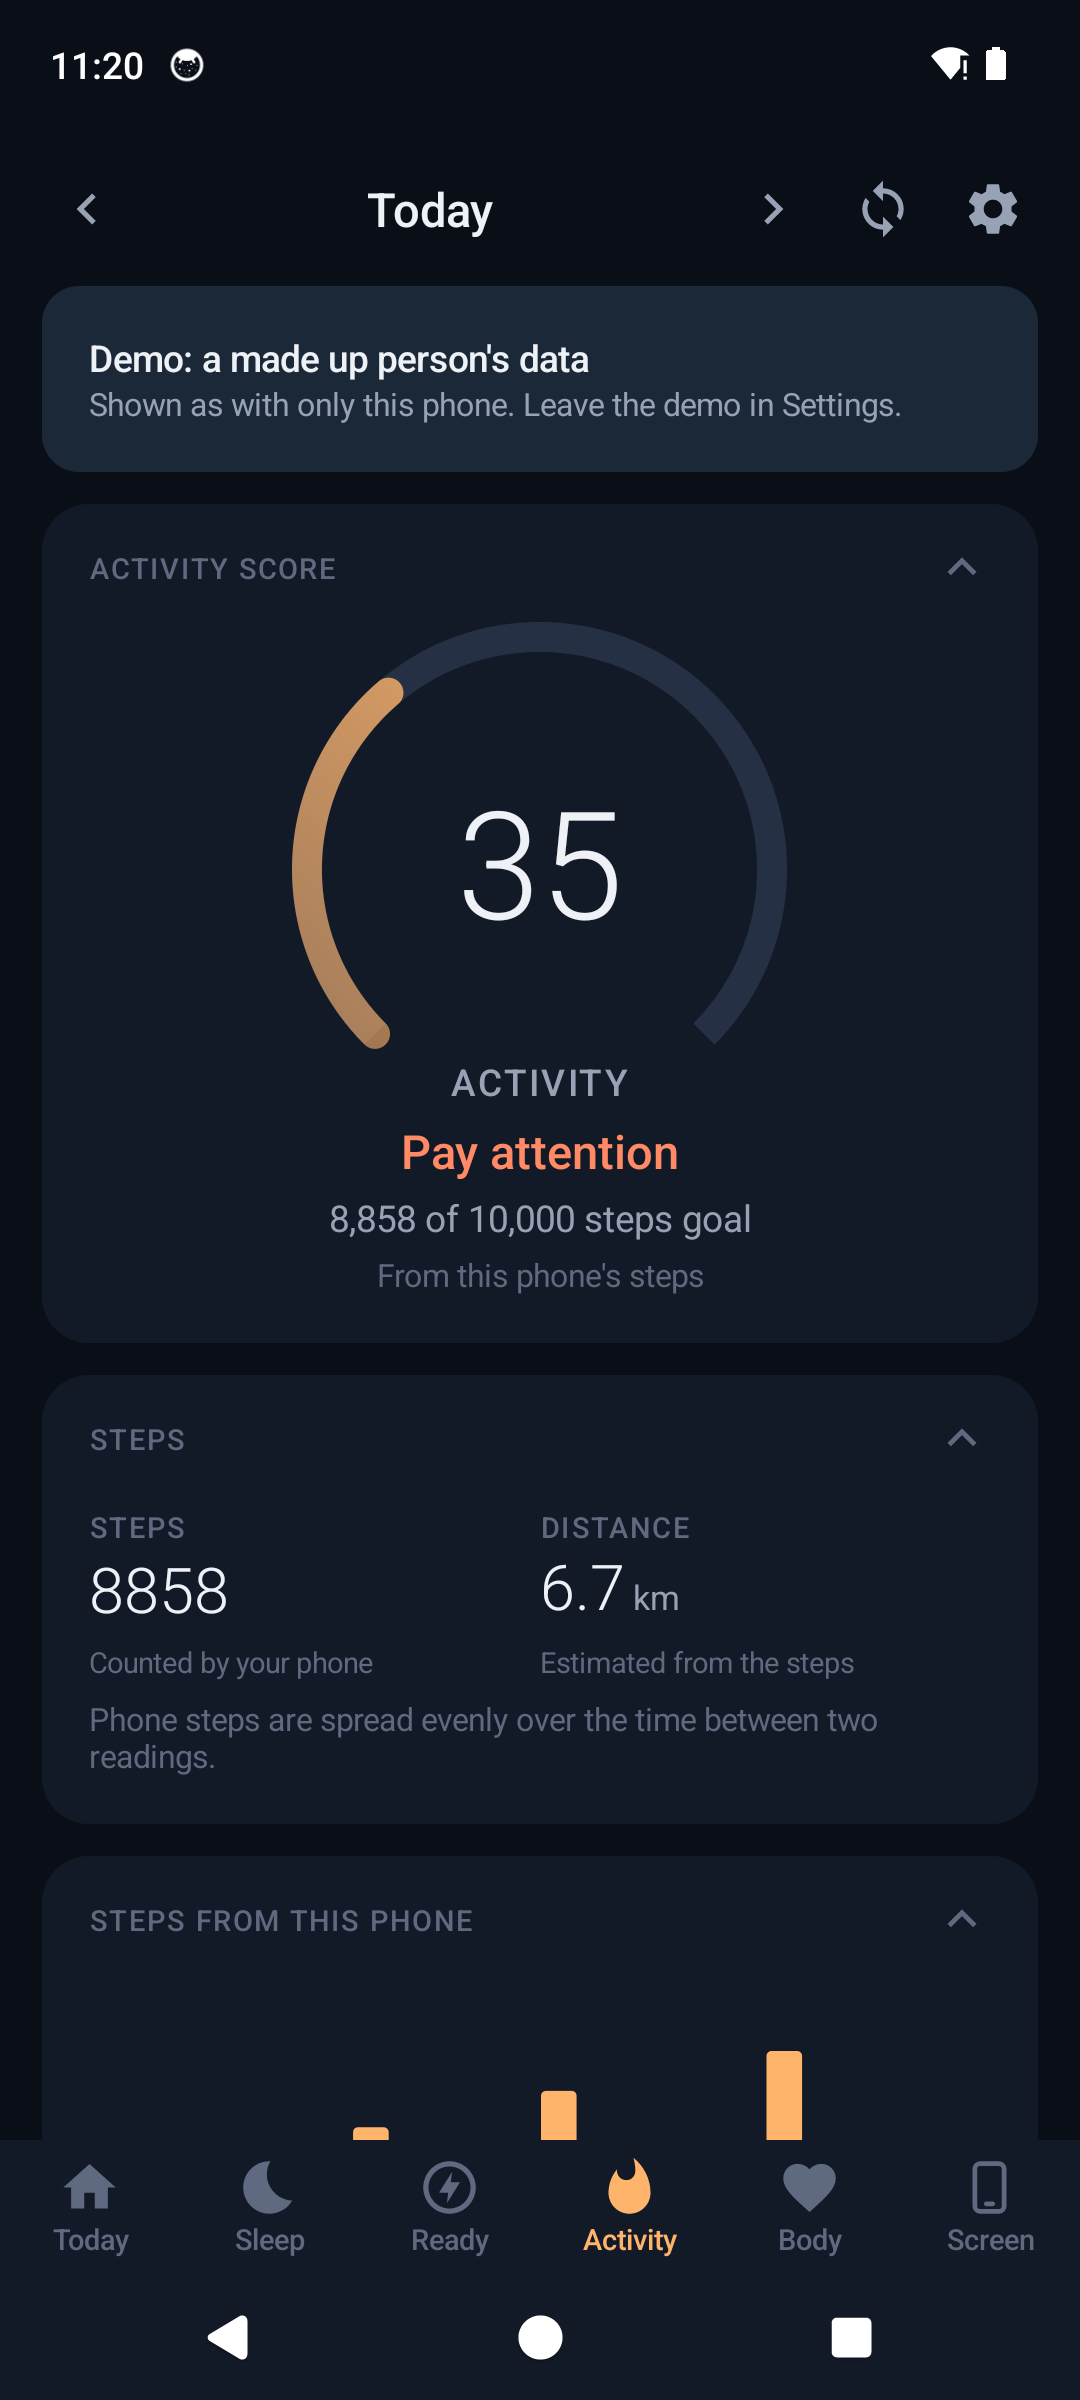 11:20
Today
Demo: a made up person's data
Shown as with only this phone. Leave the demo in Settings.
ACTIVITY SCORE
35
ACTIVITY
Pay attention
8,858 of 10,000 steps goal
From this phone's steps
STEPS
STEPS
DISTANCE
8858
6.7 km
Counted by your phone
Estimated from the steps
Phone steps are spread evenly over the time between two
readings.
STEPS FROM THIS PHONE
Today
Sleep
Ready
Activity
Body
Screen